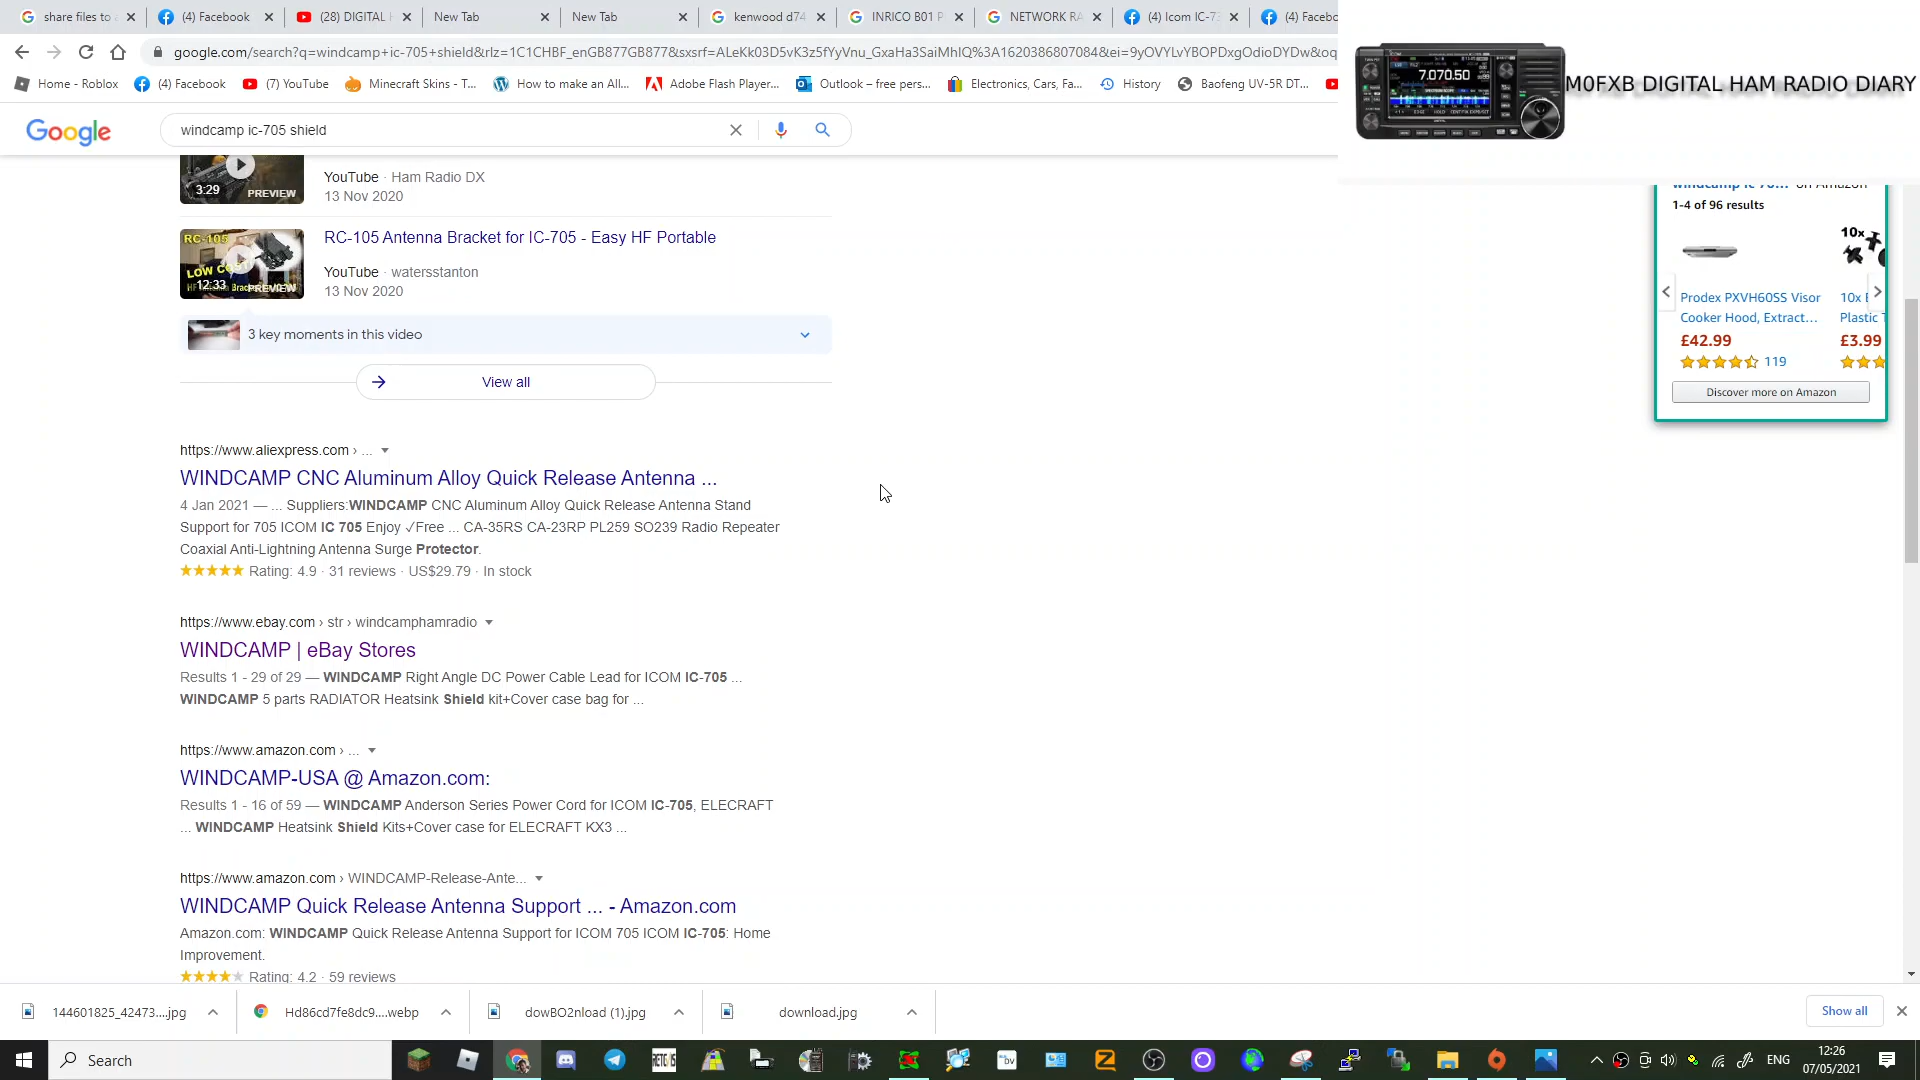 share files to
(4) Facebook
(28) DIGITAL
New Tab
New Tab
kenwood d74
INRICO B01 P
NETWORK RA
(4) Icom IC-7
(4) Facebo
google.com/search?q=windcamp+ic-705+shield&rlz=1C1CHBF_enGB877GB877&sxsrf=ALeKk03D5vK3z5fYyVnu_GxaHa3SaiMhIQ%3A1620386807084&ei=9yOVYLvYBOPDxgOdioDYDw&oq
Home - Roblox
(4) Facebook
(7) YouTube
Minecraft Skins - T...
How to make an All...
Adobe Flash Player...
Outlook – free pers...
Electronics, Cars, Fa...
History
Baofeng UV-5R DT...
7.070.50
M0FXB DIGITAL HAM RADIO DIARY
Google
windcamp ic-705 shield
3:29
PREVIEW
YouTube · Ham Radio DX
13 Nov 2020
RC-105
LOW COST
12:33
PREVIEW
RC-105 Antenna Bracket for IC-705 - Easy HF Portable
YouTube · watersstanton
13 Nov 2020
3 key moments in this video
View all
windcamp ic 70... on Amazon
1-4 of 96 results
10x
Prodex PXVH60SS Visor
Cooker Hood, Extract...
£42.99
119
Plastic
£3.99
Discover more on Amazon
https://www.aliexpress.com › ...
WINDCAMP CNC Aluminum Alloy Quick Release Antenna ...
4 Jan 2021 — ... Suppliers:WINDCAMP CNC Aluminum Alloy Quick Release Antenna Stand
Support for 705 ICOM IC 705 Enjoy ✓Free ... CA-35RS CA-23RP PL259 SO239 Radio Repeater
Coaxial Anti-Lightning Antenna Surge Protector.
Rating: 4.9 · 31 reviews · US$29.79 · In stock
https://www.ebay.com › str › windcamphamradio
WINDCAMP | eBay Stores
Results 1 - 29 of 29 — WINDCAMP Right Angle DC Power Cable Lead for ICOM IC-705 ...
WINDCAMP 5 parts RADIATOR Heatsink Shield kit+Cover case bag for ...
https://www.amazon.com › ...
WINDCAMP-USA @ Amazon.com:
Results 1 - 16 of 59 — WINDCAMP Anderson Series Power Cord for ICOM IC-705, ELECRAFT
... WINDCAMP Heatsink Shield Kits+Cover case for ELECRAFT KX3 ...
https://www.amazon.com › WINDCAMP-Release-Ante...
WINDCAMP Quick Release Antenna Support ... - Amazon.com
Amazon.com: WINDCAMP Quick Release Antenna Support for ICOM 705 ICOM IC-705: Home
Improvement.
Rating: 4.2 · 59 reviews
144601825_42473....jpg
Hd86cd7fe8dc9....webp
dowBO2nload (1).jpg
download.jpg
Show all
Search
ENG
12:26
07/05/2021